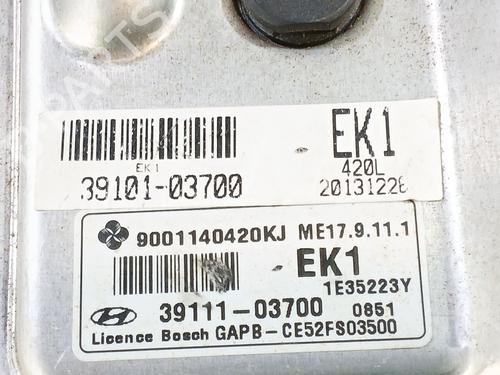 EK1
EK1
420L
39101-03700
20131226
9001140420KJ ME17.9.11.1
EK1
1E35223Y
39111-03700 0851
Licence Bosch GAPB-CE52FS03500